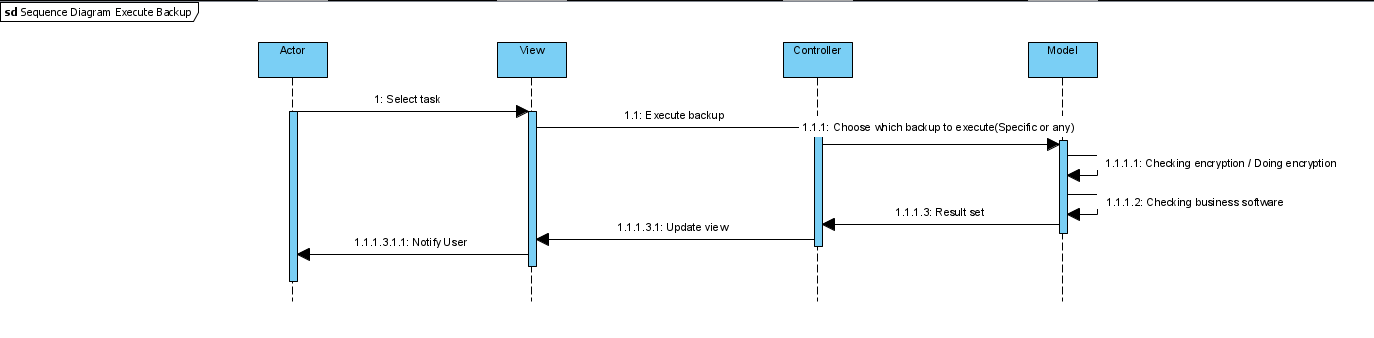 sd Sequence Diagram Execute Backup
Actor
View
Controller
Model
1: Select task
1.1: Execute backup
1.1.1: Choose which backup to execute(Specific or any)
1.1.1.1: Checking encryption / Doing encryption
1.1.1.2: Checking business software
1.1.1.3: Result set
1.1.1.3.1: Update view
1.1.1.3.1.1: Notify User